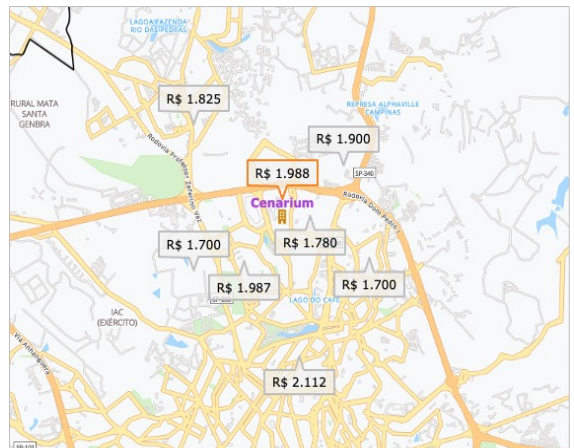 LAGOA FAZENDA
RIO DAS PEDRAS
R$ 1.825
RURAL MATA
SANTA
GENBRA
REPRESA ALPHAVILLE
CAMPINAS
R$ 1.900
Rodovia Professor Zeferino Vaz
R$ 1.988
SP-340
Cenarium
Rodovia Dom Pedro I
R$ 1.700
R$ 1.780
R$ 1.987
R$ 1.700
LAGO DO CAFÉ
IAC
(EXÉRCITO)
Via Anhanguera
R$ 2.112